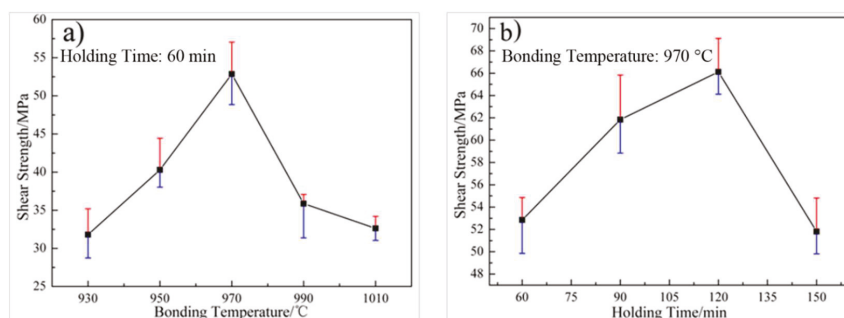 a)
Holding Time: 60 min
Shear Strength/MPa
60
55
50
45
40
35
30
25
930 950 970 990 1010
Bonding Temperature/℃
b)
Bonding Temperature: 970 °C
Shear Strength/MPa
70
68
66
64
62
60
58
56
54
52
50
48
60 75 90 105 120 135 150
Holding Time/min